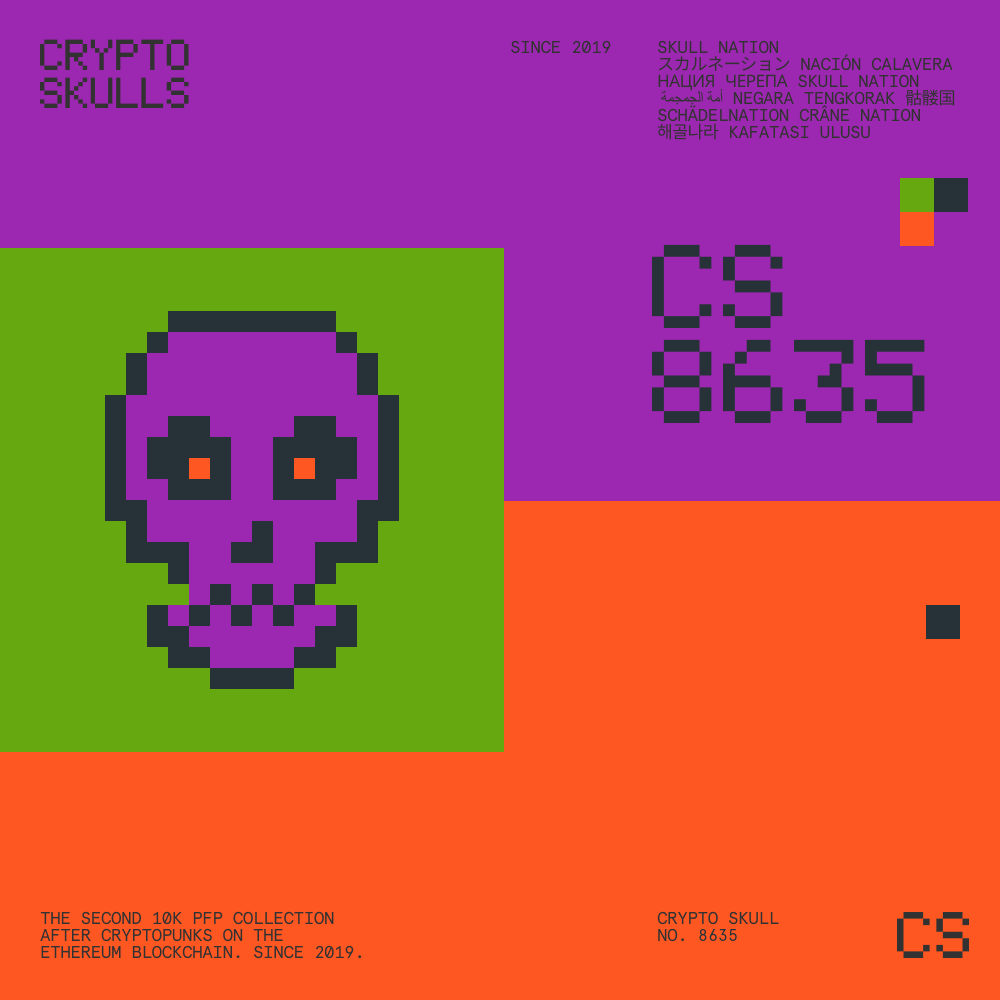 CRYPTO
SKULLS
SINCE 2019
SKULL NATION
スカルネーション NACIÓN CALAVERA
НАЦИЯ ЧЕРЕПА SKULL NATION
أمة الجمجمة NEGARA TENGKORAK 骷髅国
SCHÄDELNATION CRÂNE NATION
해골나라 KAFATASI ULUSU
CS
8635
THE SECOND 10K PFP COLLECTION
AFTER CRYPTOPUNKS ON THE
ETHEREUM BLOCKCHAIN. SINCE 2019.
CRYPTO SKULL
NO. 8635
CS